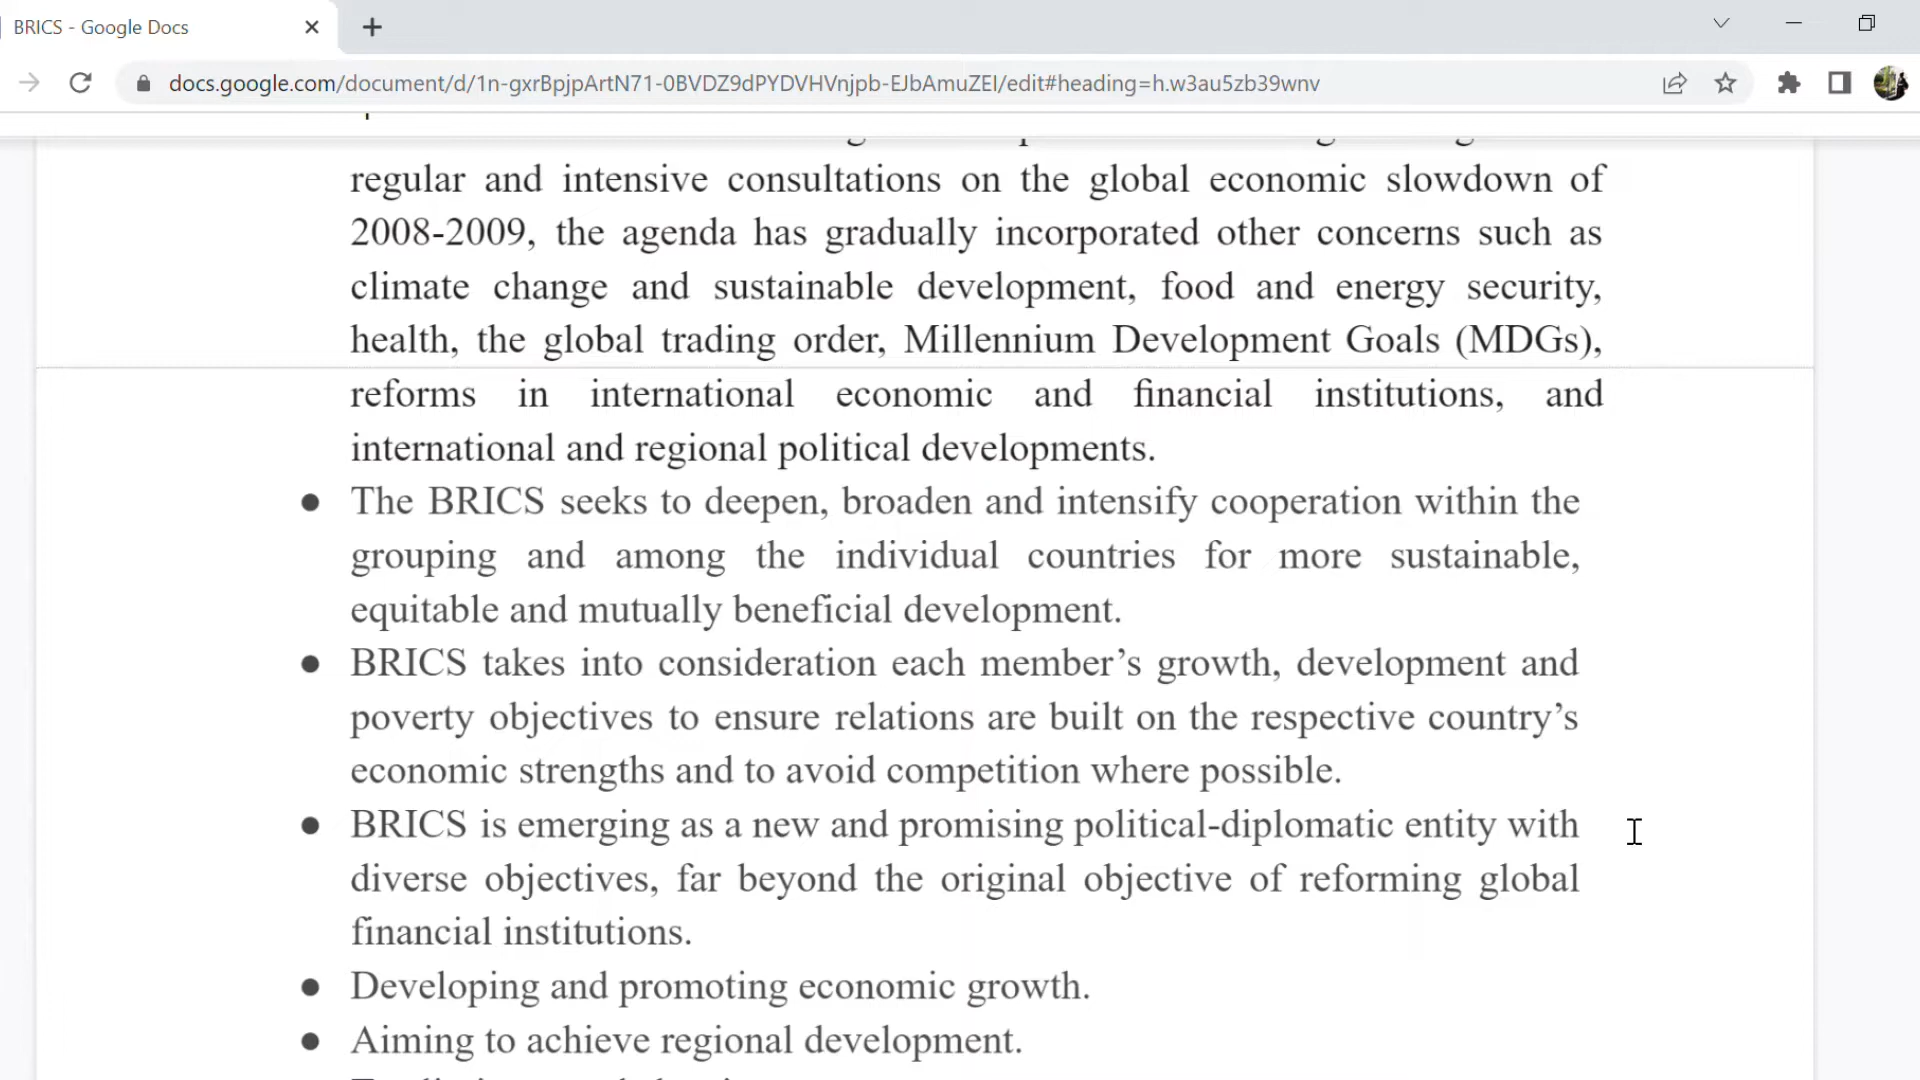 BRICS - Google Docs
docs.google.com/document/d/1n-gxrBpjpArtN71-0BVDZ9dPYDVHVnjpb-EJbAmuZEI/edit#heading=h.w3au5zb39wnv
regular and intensive consultations on the global economic slowdown of
2008-2009, the agenda has gradually incorporated other concerns such as
climate change and sustainable development, food and energy security,
health, the global trading order, Millennium Development Goals (MDGs),
reforms in international economic and financial institutions, and
international and regional political developments.
● The BRICS seeks to deepen, broaden and intensify cooperation within the
grouping and among the individual countries for more sustainable,
equitable and mutually beneficial development.
● BRICS takes into consideration each member’s growth, development and
poverty objectives to ensure relations are built on the respective country’s
economic strengths and to avoid competition where possible.
● BRICS is emerging as a new and promising political-diplomatic entity with
diverse objectives, far beyond the original objective of reforming global
financial institutions.
● Developing and promoting economic growth.
● Aiming to achieve regional development.